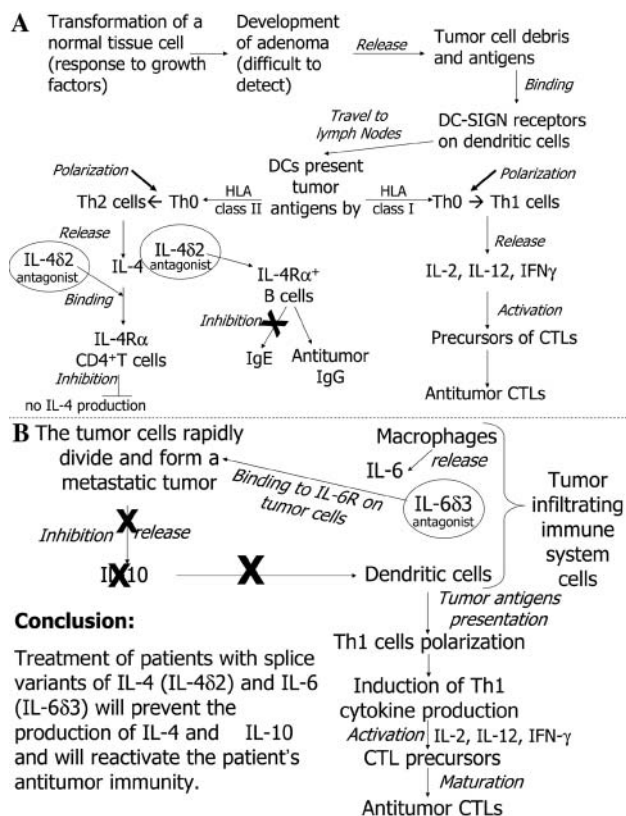 A
Transformation of a
normal tissue cell
(response to growth
factors)
Development
of adenoma
(difficult to
detect)
Release
Tumor cell debris
and antigens
Binding
DC-SIGN receptors
on dendritic cells
Travel to
lymph Nodes
DCs present
tumor
antigens by
HLA
class II
HLA
class I
Polarization
Th2 cells
Th0
Polarization
Th0
Th1 cells
Release
IL-4δ2
antagonist
IL-4
IL-4δ2
antagonist
IL-4Rα+
B cells
Binding
Inhibition
X
IL-4Rα
CD4+T cells
IgE
Antitumor
IgG
Inhibition
no IL-4 production
Release
IL-2, IL-12, IFNγ
Activation
Precursors of CTLs
Antitumor CTLs
B
The tumor cells rapidly
divide and form a
metastatic tumor
Macrophages
release
IL-6
Binding to IL-6R on
tumor cells
IL-6δ3
antagonist
Tumor
infiltrating
immune
system
cells
Inhibition
X
release
IL-10
X
X
Dendritic cells
Tumor antigens
presentation
Th1 cells polarization
Induction of Th1
cytokine production
Activation
IL-2, IL-12, IFN-γ
CTL precursors
Maturation
Antitumor CTLs
Conclusion:
Treatment of patients with splice
variants of IL-4 (IL-4δ2) and IL-6
(IL-6δ3) will prevent the
production of IL-4 and IL-10
and will reactivate the patient's
antitumor immunity.